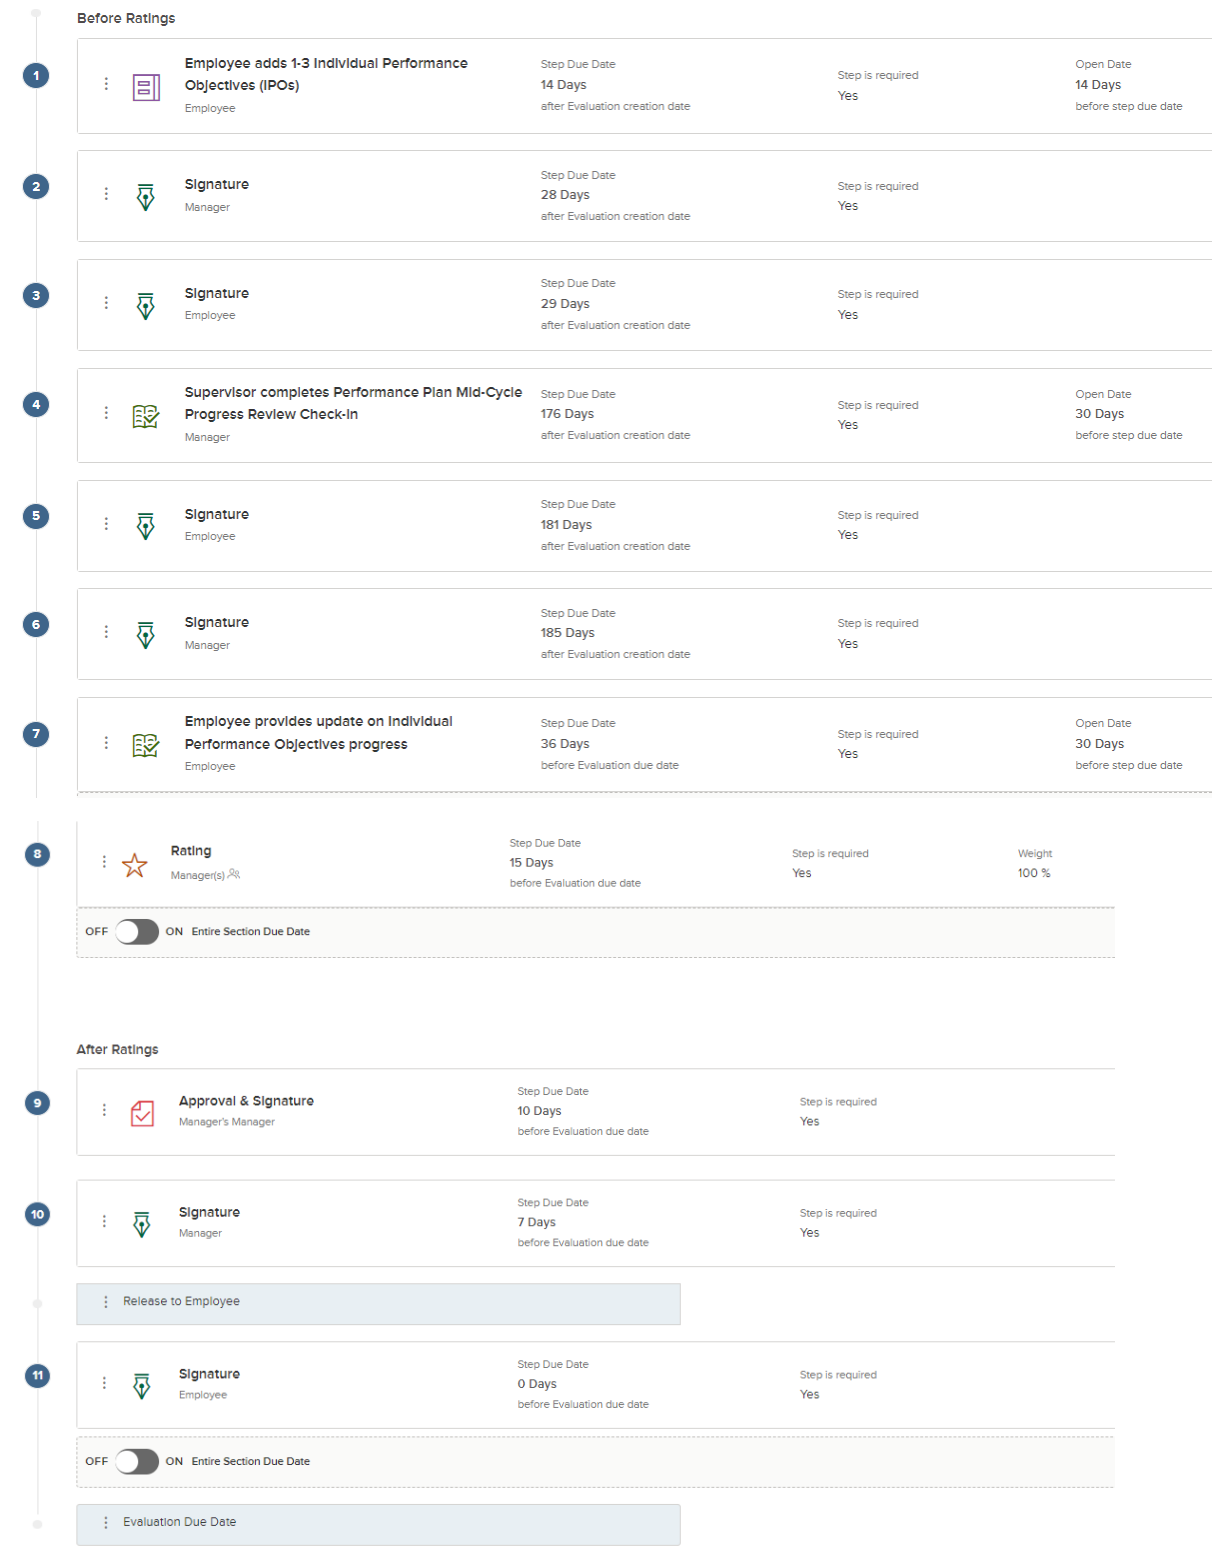 Before Ratings
1
Employee adds 1-3 Individual Performance
Objectives (IPOs)
Employee
Step Due Date
14 Days
after Evaluation creation date
Step is required
Yes
Open Date
14 Days
before step due date
2
Signature
Manager
Step Due Date
28 Days
after Evaluation creation date
Step is required
Yes
3
Signature
Employee
Step Due Date
29 Days
after Evaluation creation date
Step is required
Yes
4
Supervisor completes Performance Plan Mid-Cycle
Progress Review Check-In
Manager
Step Due Date
176 Days
after Evaluation creation date
Step is required
Yes
Open Date
30 Days
before step due date
5
Signature
Employee
Step Due Date
181 Days
after Evaluation creation date
Step is required
Yes
6
Signature
Manager
Step Due Date
185 Days
after Evaluation creation date
Step is required
Yes
7
Employee provides update on Individual
Performance Objectives progress
Employee
Step Due Date
36 Days
before Evaluation due date
Step is required
Yes
Open Date
30 Days
before step due date
8
Rating
Manager(s)
Step Due Date
15 Days
before Evaluation due date
Step is required
Yes
Weight
100 %
OFF ON Entire Section Due Date
After Ratings
9
Approval & Signature
Manager's Manager
Step Due Date
10 Days
before Evaluation due date
Step is required
Yes
10
Signature
Manager
Step Due Date
7 Days
before Evaluation due date
Step is required
Yes
Release to Employee
11
Signature
Employee
Step Due Date
0 Days
before Evaluation due date
Step is required
Yes
OFF ON Entire Section Due Date
Evaluation Due Date